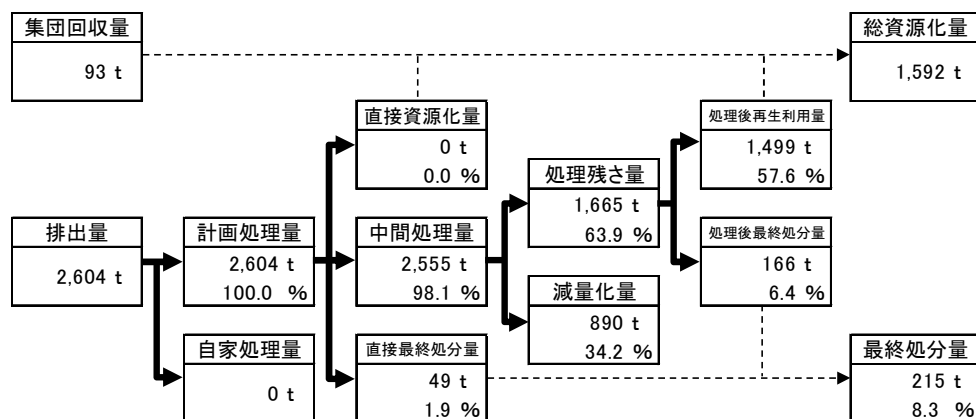 集団回収量
93 t
総資源化量
1,592 t
直接資源化量
0 t
0.0 %
処理後再生利用量
1,499 t
57.6 %
処理残さ量
1,665 t
63.9 %
排出量
2,604 t
計画処理量
2,604 t
100.0 %
中間処理量
2,555 t
98.1 %
処理後最終処分量
166 t
6.4 %
減量化量
890 t
34.2 %
自家処理量
0 t
直接最終処分量
49 t
1.9 %
最終処分量
215 t
8.3 %